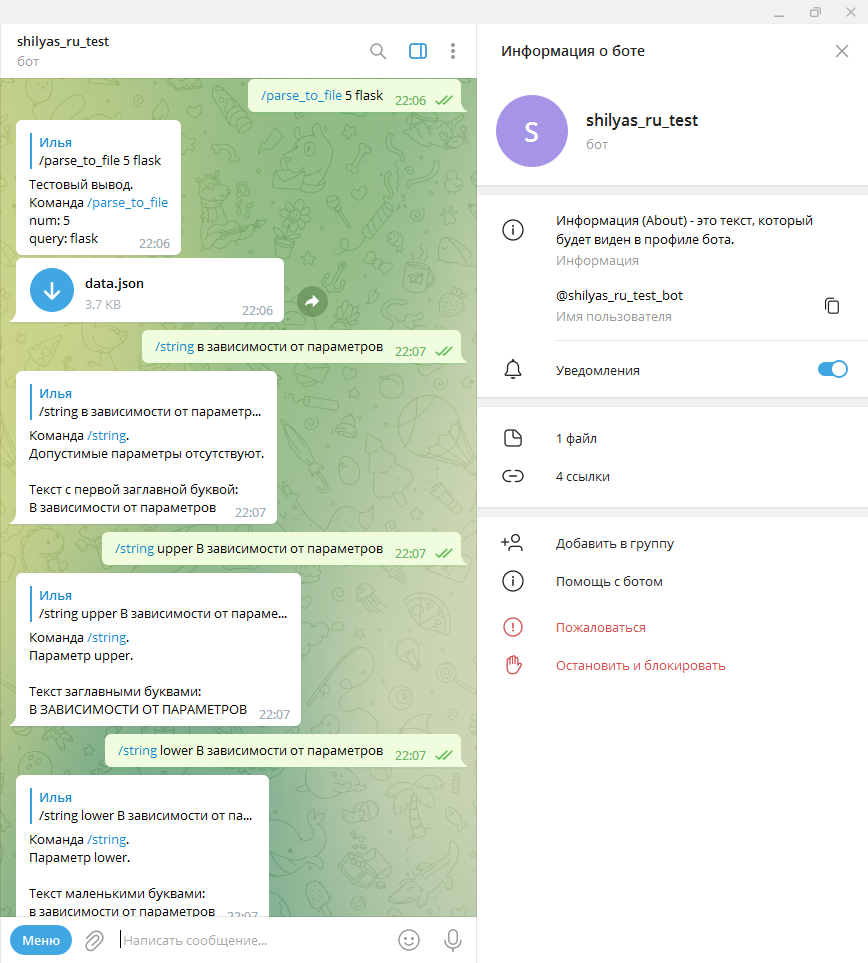 shilyas_ru_test
бот
/parse_to_file 5 flask
22:06
Илья
/parse_to_file 5 flask
Тестовый вывод.
Команда /parse_to_file
num: 5
query: flask
22:06
data.json
3.7 KB
22:06
/string в зависимости от параметров
22:07
Илья
/string в зависимости от параметр...
Команда /string.
Допустимые параметры отсутствуют.
Текст с первой заглавной буквой:
В зависимости от параметров
22:07
/string upper В зависимости от параметров
22:07
Илья
/string upper В зависимости от параме...
Команда /string.
Параметр upper.
Текст заглавными буквами:
В ЗАВИСИМОСТИ ОТ ПАРАМЕТРОВ
22:07
/string lower В зависимости от параметров
22:07
Илья
/string lower В зависимости от па...
Команда /string.
Параметр lower.
Текст маленькими буквами:
в зависимости от параметров
22:07
Меню
Написать сообщение...
Информация о боте
S
shilyas_ru_test
бот
Информация (About) - это текст, который
будет виден в профиле бота.
Информация
@shilyas_ru_test_bot
Имя пользователя
Уведомления
1 файл
4 ссылки
Добавить в группу
Помощь с ботом
Пожаловаться
Остановить и блокировать